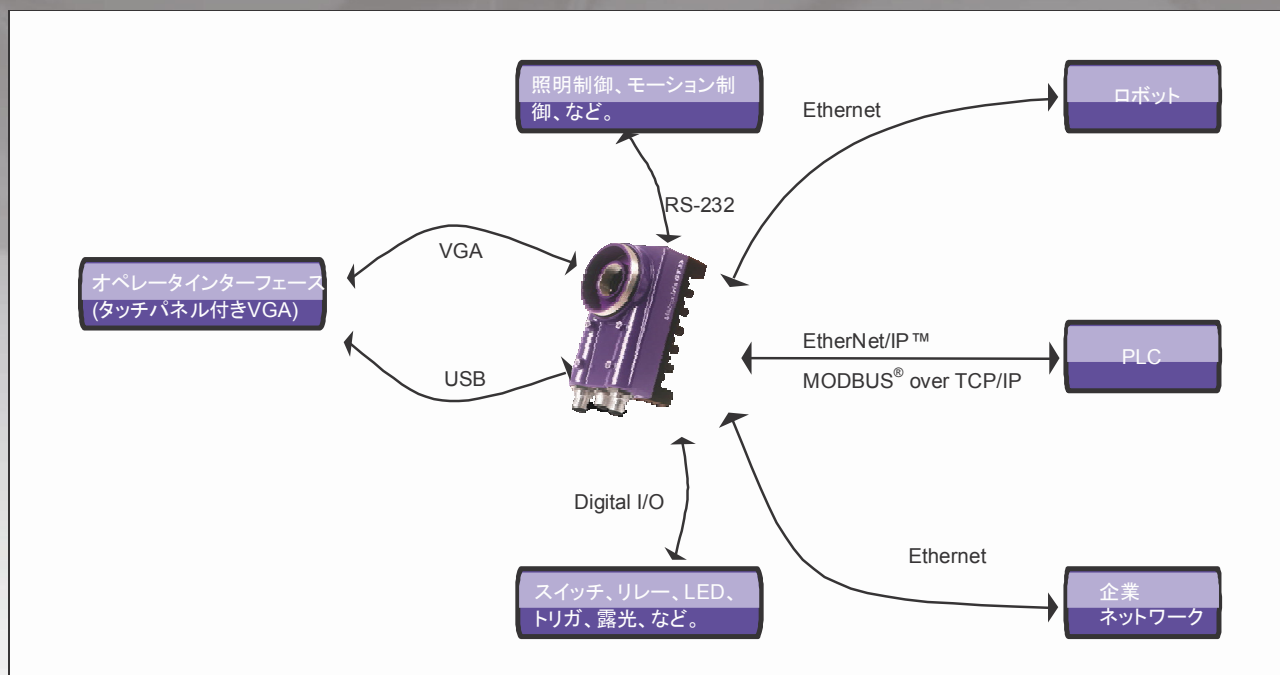 照明制御、モーション制
御、など。
Ethernet
ロボット
RS-232
VGA
オペレータインターフェース
(タッチパネル付きVGA)
EtherNet/IP™
PLC
USB
MODBUS® over TCP/IP
Digital I/O
Ethernet
スイッチ、リレー、LED、
トリガ、露光、など。
企業
ネットワーク